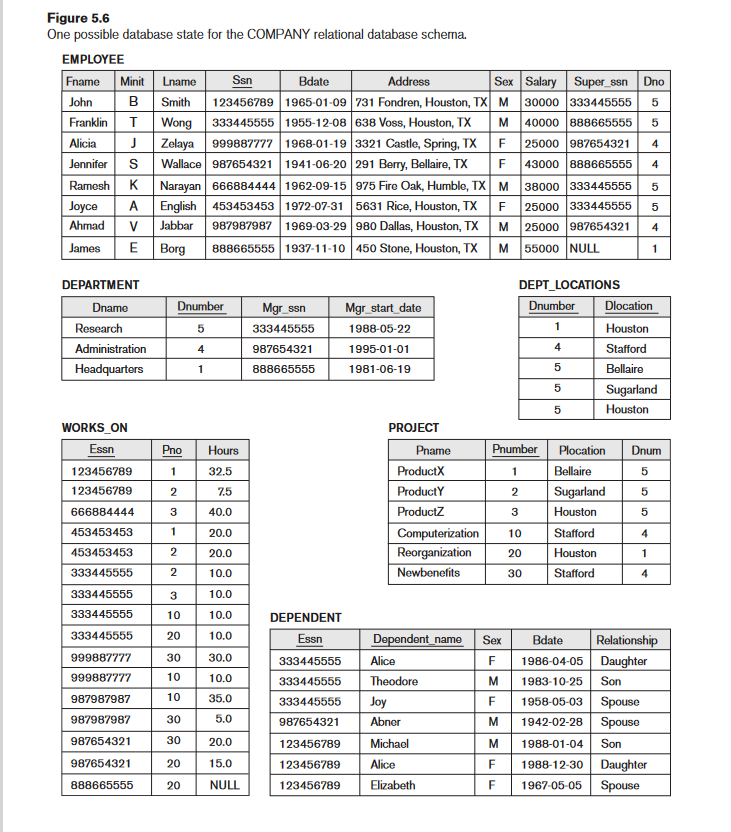 Figure 5.6
One possible database state for the COMPANY relational database schema.
EMPLOYEE
Fname Minit Lname Ssn Bdate Address Sex Salary Super_ssn Dno
John B Smith 123456789 1965-01-09 731 Fondren, Houston, TX M 30000 333445555 5
Franklin T Wong 333445555 1955-12-08 638 Voss, Houston, TX M 40000 888665555 5
Alicia J Zelaya 999887777 1968-01-19 3321 Castle, Spring, TX F 25000 987654321 4
Jennifer S Wallace 987654321 1941-06-20 291 Berry, Bellaire, TX F 43000 888665555 4
Ramesh K Narayan 666884444 1962-09-15 975 Fire Oak, Humble, TX M 38000 333445555 5
Joyce A English 453453453 1972-07-31 5631 Rice, Houston, TX F 25000 333445555 5
Ahmad V Jabbar 987987987 1969-03-29 980 Dallas, Houston, TX M 25000 987654321 4
James E Borg 888665555 1937-11-10 450 Stone, Houston, TX M 55000 NULL 1
DEPARTMENT
Dname Dnumber Mgr_ssn Mgr_start_date
Research 5 333445555 1988-05-22
Administration 4 987654321 1995-01-01
Headquarters 1 888665555 1981-06-19
DEPT_LOCATIONS
Dnumber Dlocation
1 Houston
4 Stafford
5 Bellaire
5 Sugarland
5 Houston
WORKS_ON
Essn Pno Hours
123456789 1 32.5
123456789 2 7.5
666884444 3 40.0
453453453 1 20.0
453453453 2 20.0
333445555 2 10.0
333445555 3 10.0
333445555 10 10.0
333445555 20 10.0
999887777 30 30.0
999887777 10 10.0
987987987 10 35.0
987987987 30 5.0
987654321 30 20.0
987654321 20 15.0
888665555 20 NULL
PROJECT
Pname Pnumber Plocation Dnum
ProductX 1 Bellaire 5
ProductY 2 Sugarland 5
ProductZ 3 Houston 5
Computerization 10 Stafford 4
Reorganization 20 Houston 1
Newbenefits 30 Stafford 4
DEPENDENT
Essn Dependent_name Sex Bdate Relationship
333445555 Alice F 1986-04-05 Daughter
333445555 Theodore M 1983-10-25 Son
333445555 Joy F 1958-05-03 Spouse
987654321 Abner M 1942-02-28 Spouse
123456789 Michael M 1988-01-04 Son
123456789 Alice F 1988-12-30 Daughter
123456789 Elizabeth F 1967-05-05 Spouse